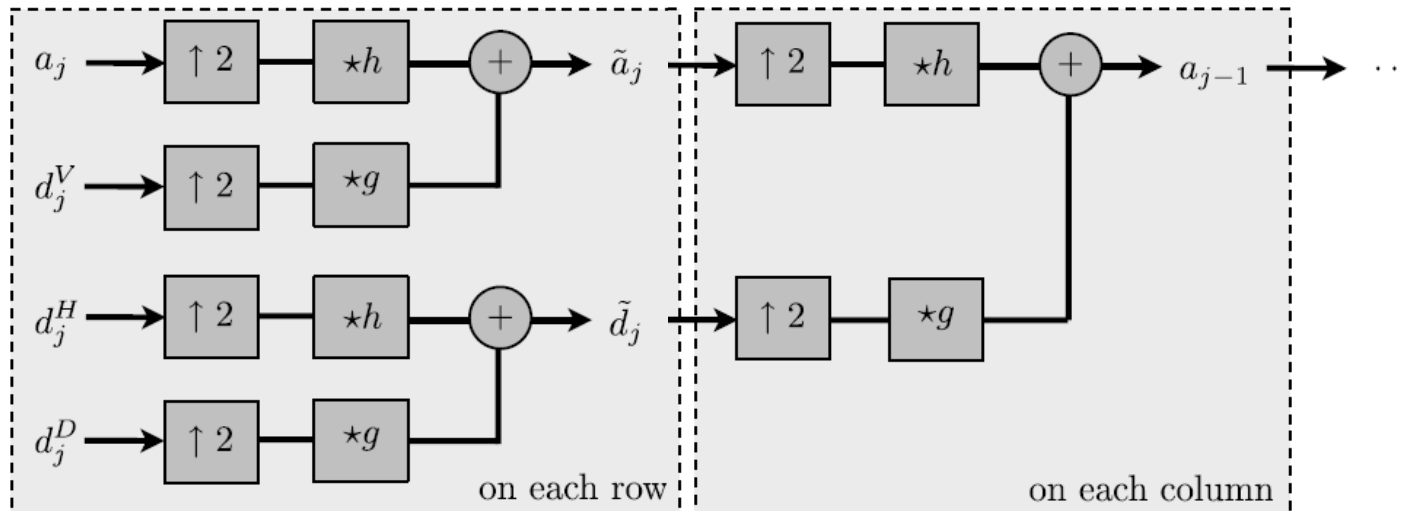 a_j ↑ 2 ⋆h + ã_j ↑ 2 ⋆h + a_{j−1} ··
d_j^V ↑ 2 ⋆g
d_j^H ↑ 2 ⋆h + d̃_j ↑ 2 ⋆g
d_j^D ↑ 2 ⋆g
on each row on each column